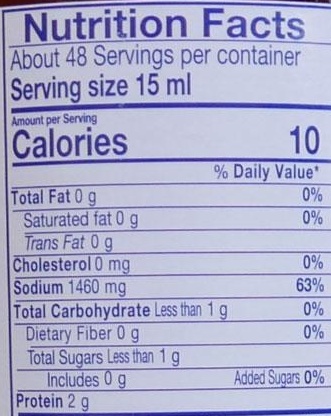 Nutrition Facts
About 48 Servings per container
Serving size 15 ml
Amount per Serving
Calories 10
% Daily Value*
Total Fat 0 g 0%
Saturated fat 0 g 0%
Trans Fat 0 g
Cholesterol 0 mg 0%
Sodium 1460 mg 63%
Total Carbohydrate Less than 1 g 0%
Dietary Fiber 0 g 0%
Total Sugars Less than 1 g
Includes 0 g Added Sugars 0%
Protein 2 g